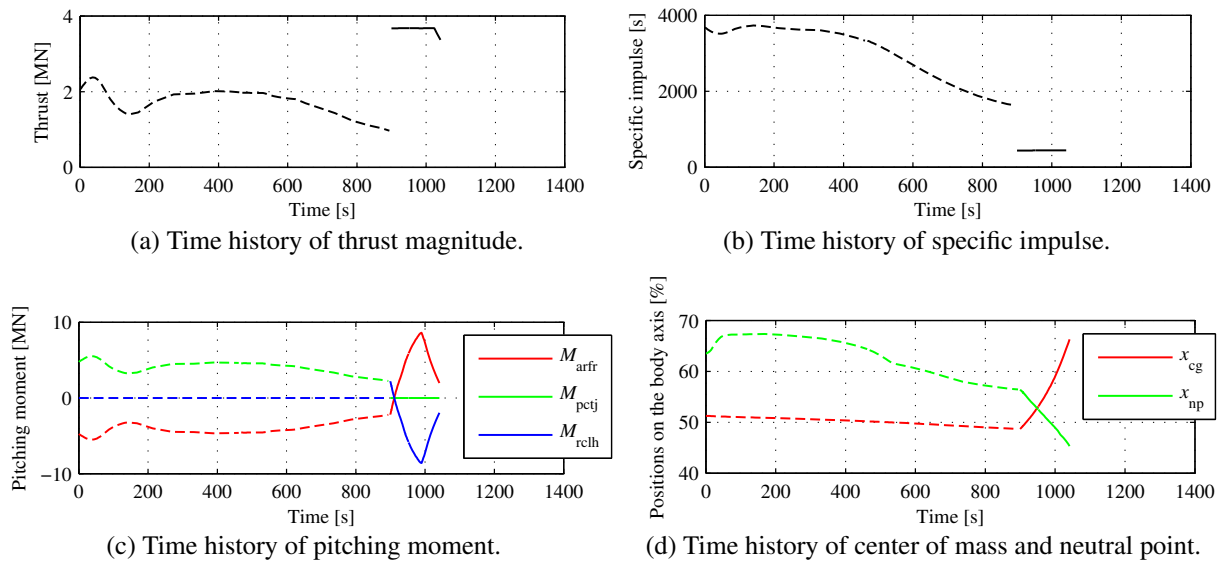 4
2
0
Thrust [MN]
0 200 400 600 800 1000 1200 1400
Time [s]
(a) Time history of thrust magnitude.
4000
2000
0
Specific impulse [s]
0 200 400 600 800 1000 1200 1400
Time [s]
(b) Time history of specific impulse.
10
0
−10
Pitching moment [MN]
0 200 400 600 800 1000 1200 1400
Time [s]
M_arfr
M_pctj
M_rclh
(c) Time history of pitching moment.
70
60
50
40
Positions on the body axis [%]
0 200 400 600 800 1000 1200 1400
Time [s]
x_cg
x_np
(d) Time history of center of mass and neutral point.